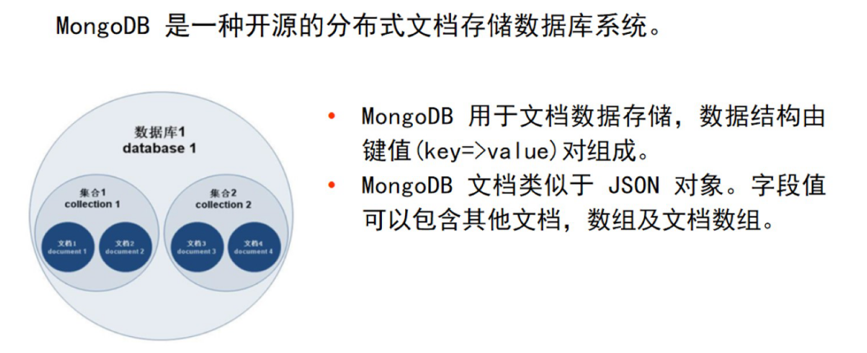 MongoDB 是一种开源的分布式文档存储数据库系统。
数据库1
database 1
集合1
collection 1
集合2
collection 2
文档1
document 1
文档2
document 2
文档3
document 3
文档4
document 4
• MongoDB 用于文档数据存储，数据结构由
键值(key=>value)对组成。
• MongoDB 文档类似于 JSON 对象。字段值
可以包含其他文档，数组及文档数组。